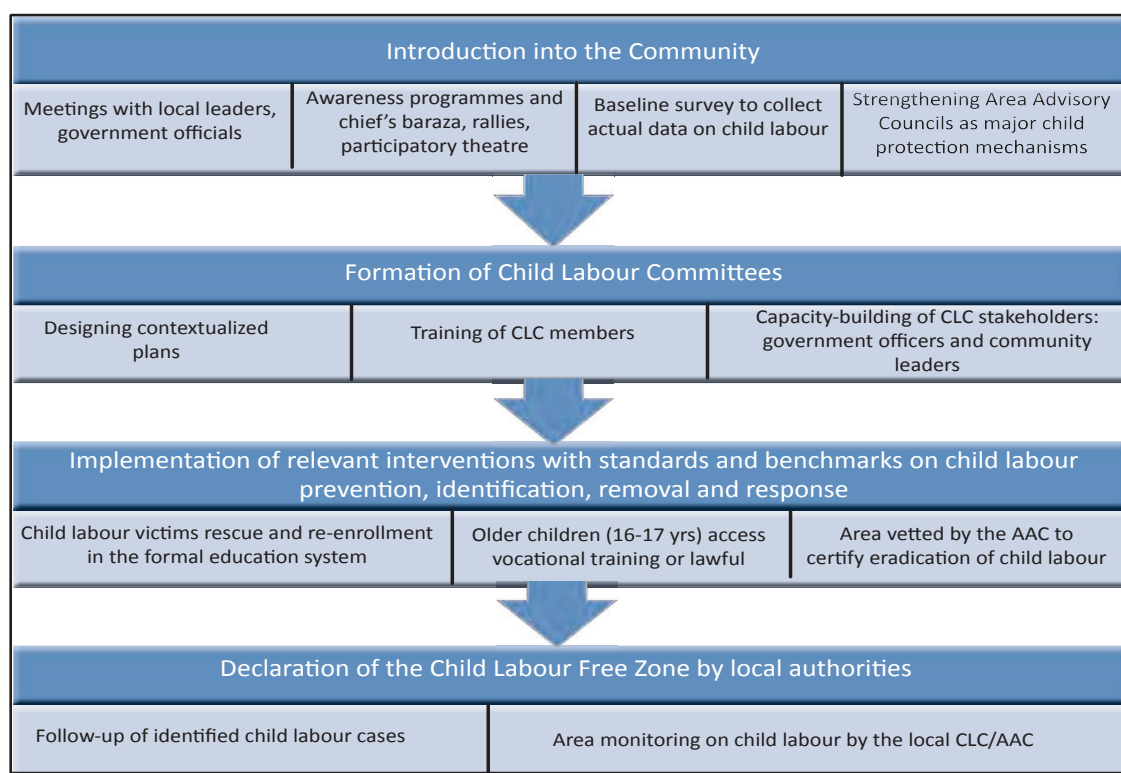 Introduction into the Community
Meetings with local leaders,
government officials
Awareness programmes and
chief's baraza, rallies,
participatory theatre
Baseline survey to collect
actual data on child labour
Strengthening Area Advisory
Councils as major child
protection mechanisms
Formation of Child Labour Committees
Designing contextualized
plans
Training of CLC members
Capacity-building of CLC stakeholders:
government officers and community
leaders
Implementation of relevant interventions with standards and benchmarks on child labour
prevention, identification, removal and response
Child labour victims rescue and re-enrollment
in the formal education system
Older children (16-17 yrs) access
vocational training or lawful
Area vetted by the AAC to
certify eradication of child labour
Declaration of the Child Labour Free Zone by local authorities
Follow-up of identified child labour cases
Area monitoring on child labour by the local CLC/AAC